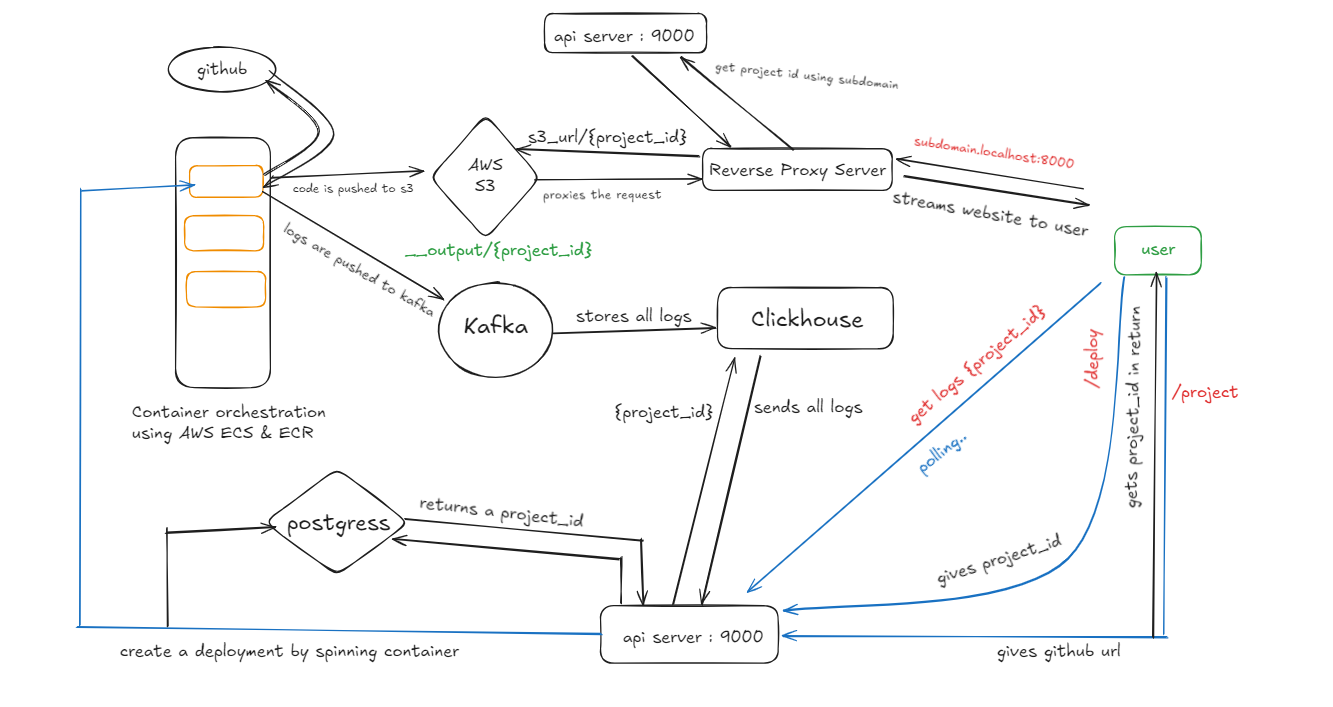 api server : 9000
github
get project id using subdomain
s3_url/{project_id}
subdomain.localhost:8000
AWS
S3
Reverse Proxy Server
code is pushed to s3
proxies the request
streams website to user
__output/{project_id}
user
logs are pushed to kafka
Kafka
stores all logs
Clickhouse
get logs {project_id}
/deploy
gets project_id in return
/project
Container orchestration
using AWS ECS & ECR
{project_id}
sends all logs
polling..
postgress
returns a project_id
gives project_id
api server : 9000
create a deployment by spinning container
gives github url